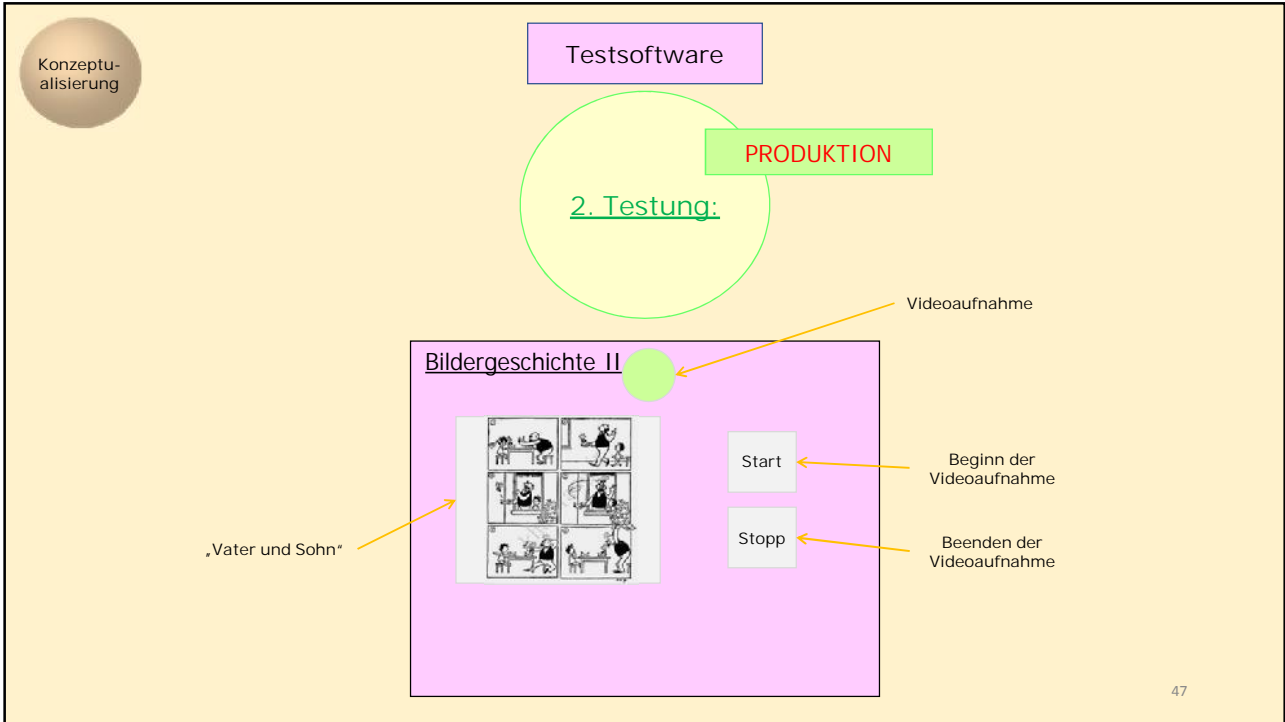 Konzeptu-
alisierung
Testsoftware
PRODUKTION
2. Testung:
Videoaufnahme
Bildergeschichte II
Start
Beginn der
Videoaufnahme
Stopp
Beenden der
Videoaufnahme
„Vater und Sohn“
47